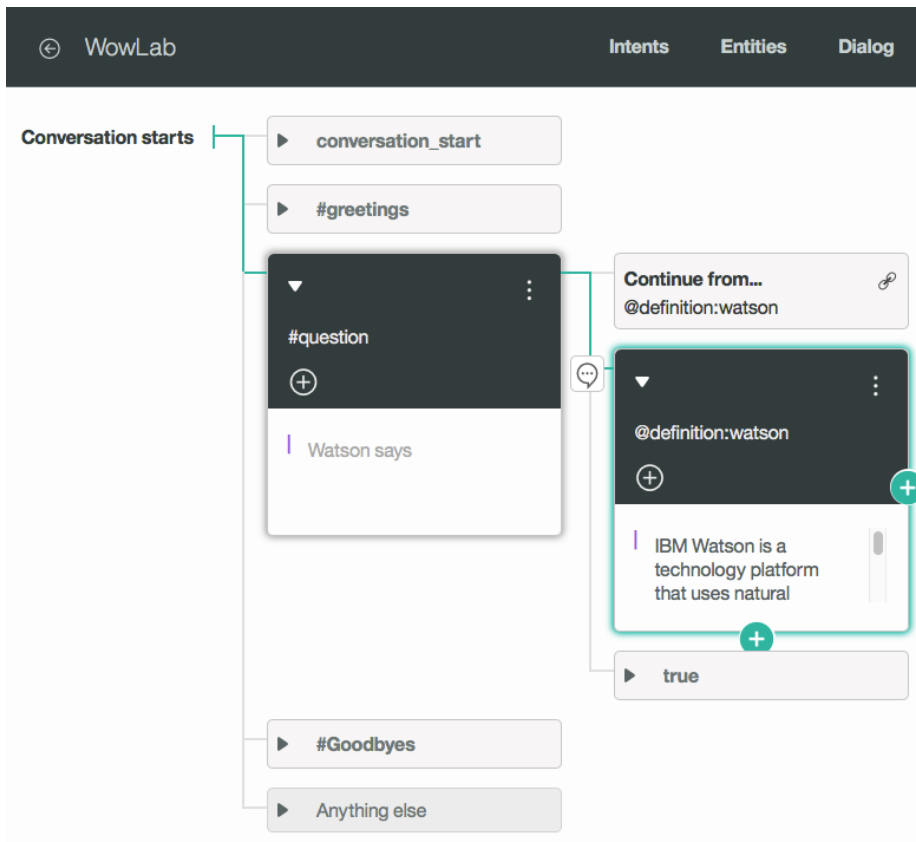 WowLab
Intents
Entities
Dialog
Conversation starts
conversation_start
#greetings
#question
Watson says
Continue from...
@definition:watson
@definition:watson
IBM Watson is a
technology platform
that uses natural
true
#Goodbyes
Anything else